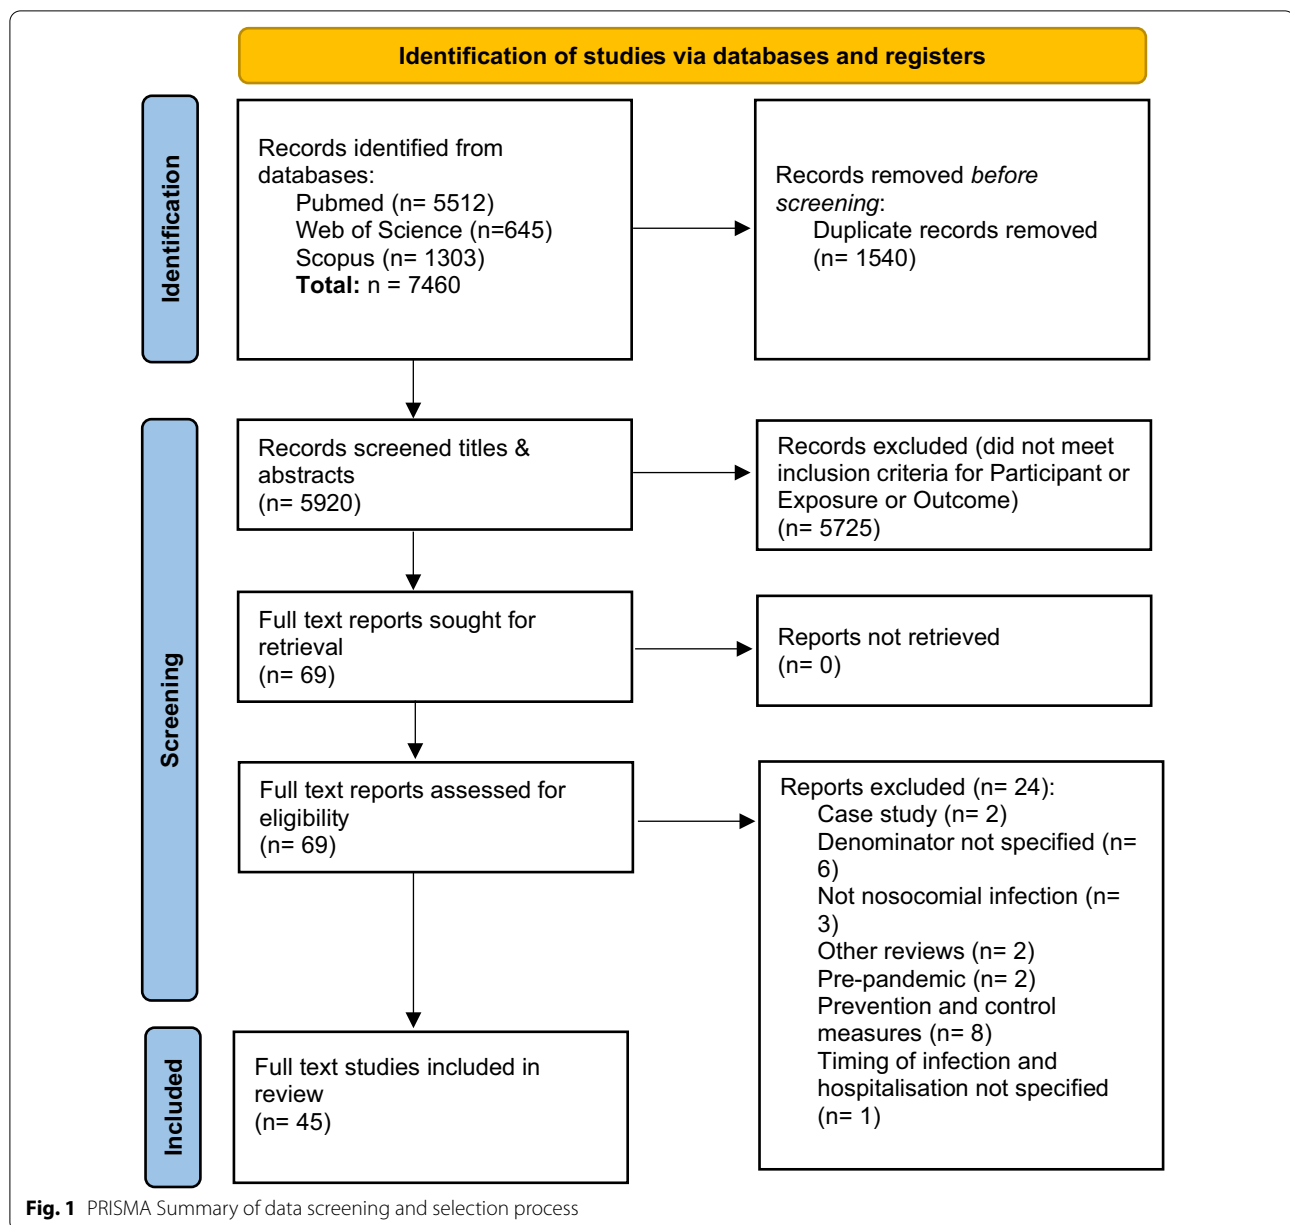 Identification of studies via databases and registers
Identification
Records identified from
databases:
Pubmed (n= 5512)
Web of Science (n=645)
Scopus (n= 1303)
Total: n = 7460
Records removed before
screening:
Duplicate records removed
(n= 1540)
Screening
Records screened titles &
abstracts
(n= 5920)
Records excluded (did not meet
inclusion criteria for Participant or
Exposure or Outcome)
(n= 5725)
Full text reports sought for
retrieval
(n= 69)
Reports not retrieved
(n= 0)
Full text reports assessed for
eligibility
(n= 69)
Reports excluded (n= 24):
Case study (n= 2)
Denominator not specified (n=
6)
Not nosocomial infection (n=
3)
Other reviews (n= 2)
Pre-pandemic (n= 2)
Prevention and control
measures (n= 8)
Timing of infection and
hospitalisation not specified
(n= 1)
Included
Full text studies included in
review
(n= 45)
Fig. 1 PRISMA Summary of data screening and selection process